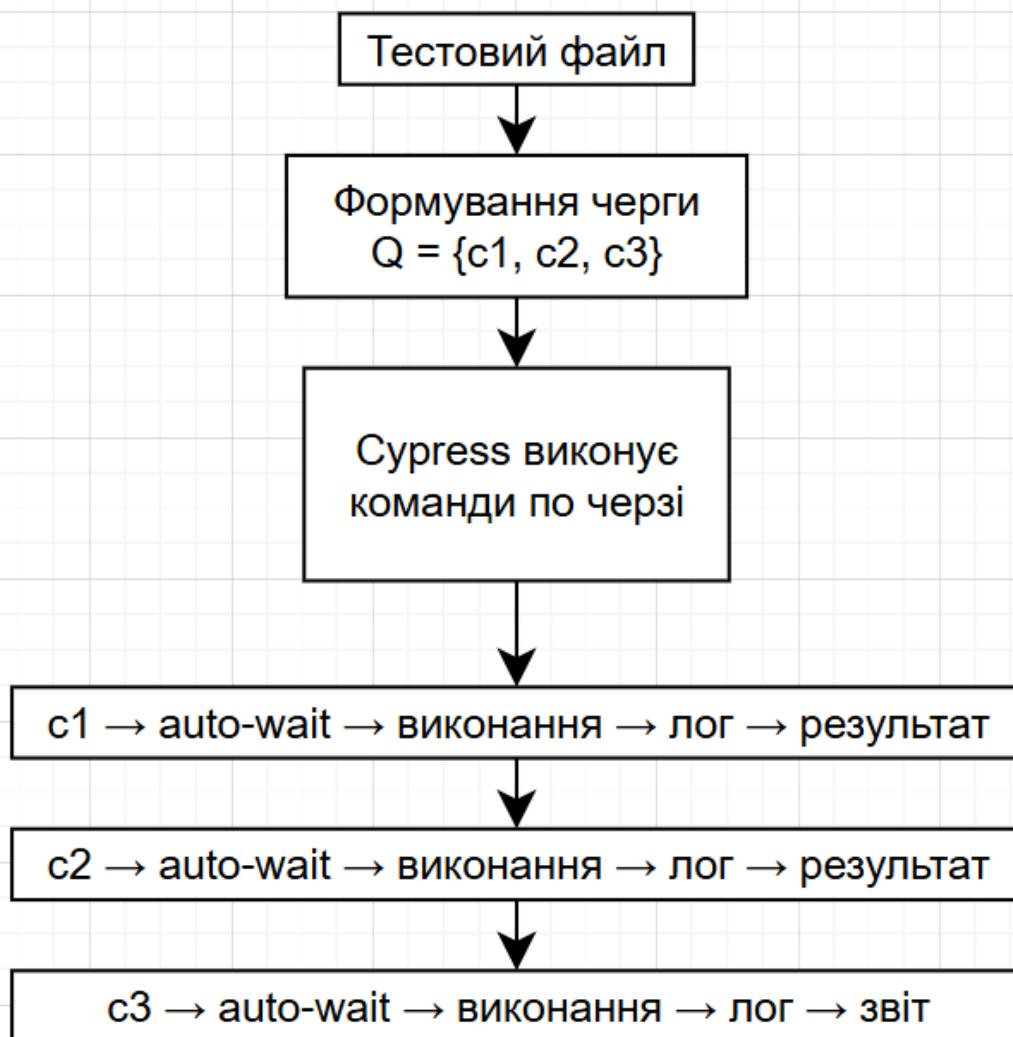 Тестовий файл
Формування черги
Q = {c1, c2, c3}
Cypress виконує
команди по черзі
c1 → auto-wait → виконання → лог → результат
c2 → auto-wait → виконання → лог → результат
c3 → auto-wait → виконання → лог → звіт